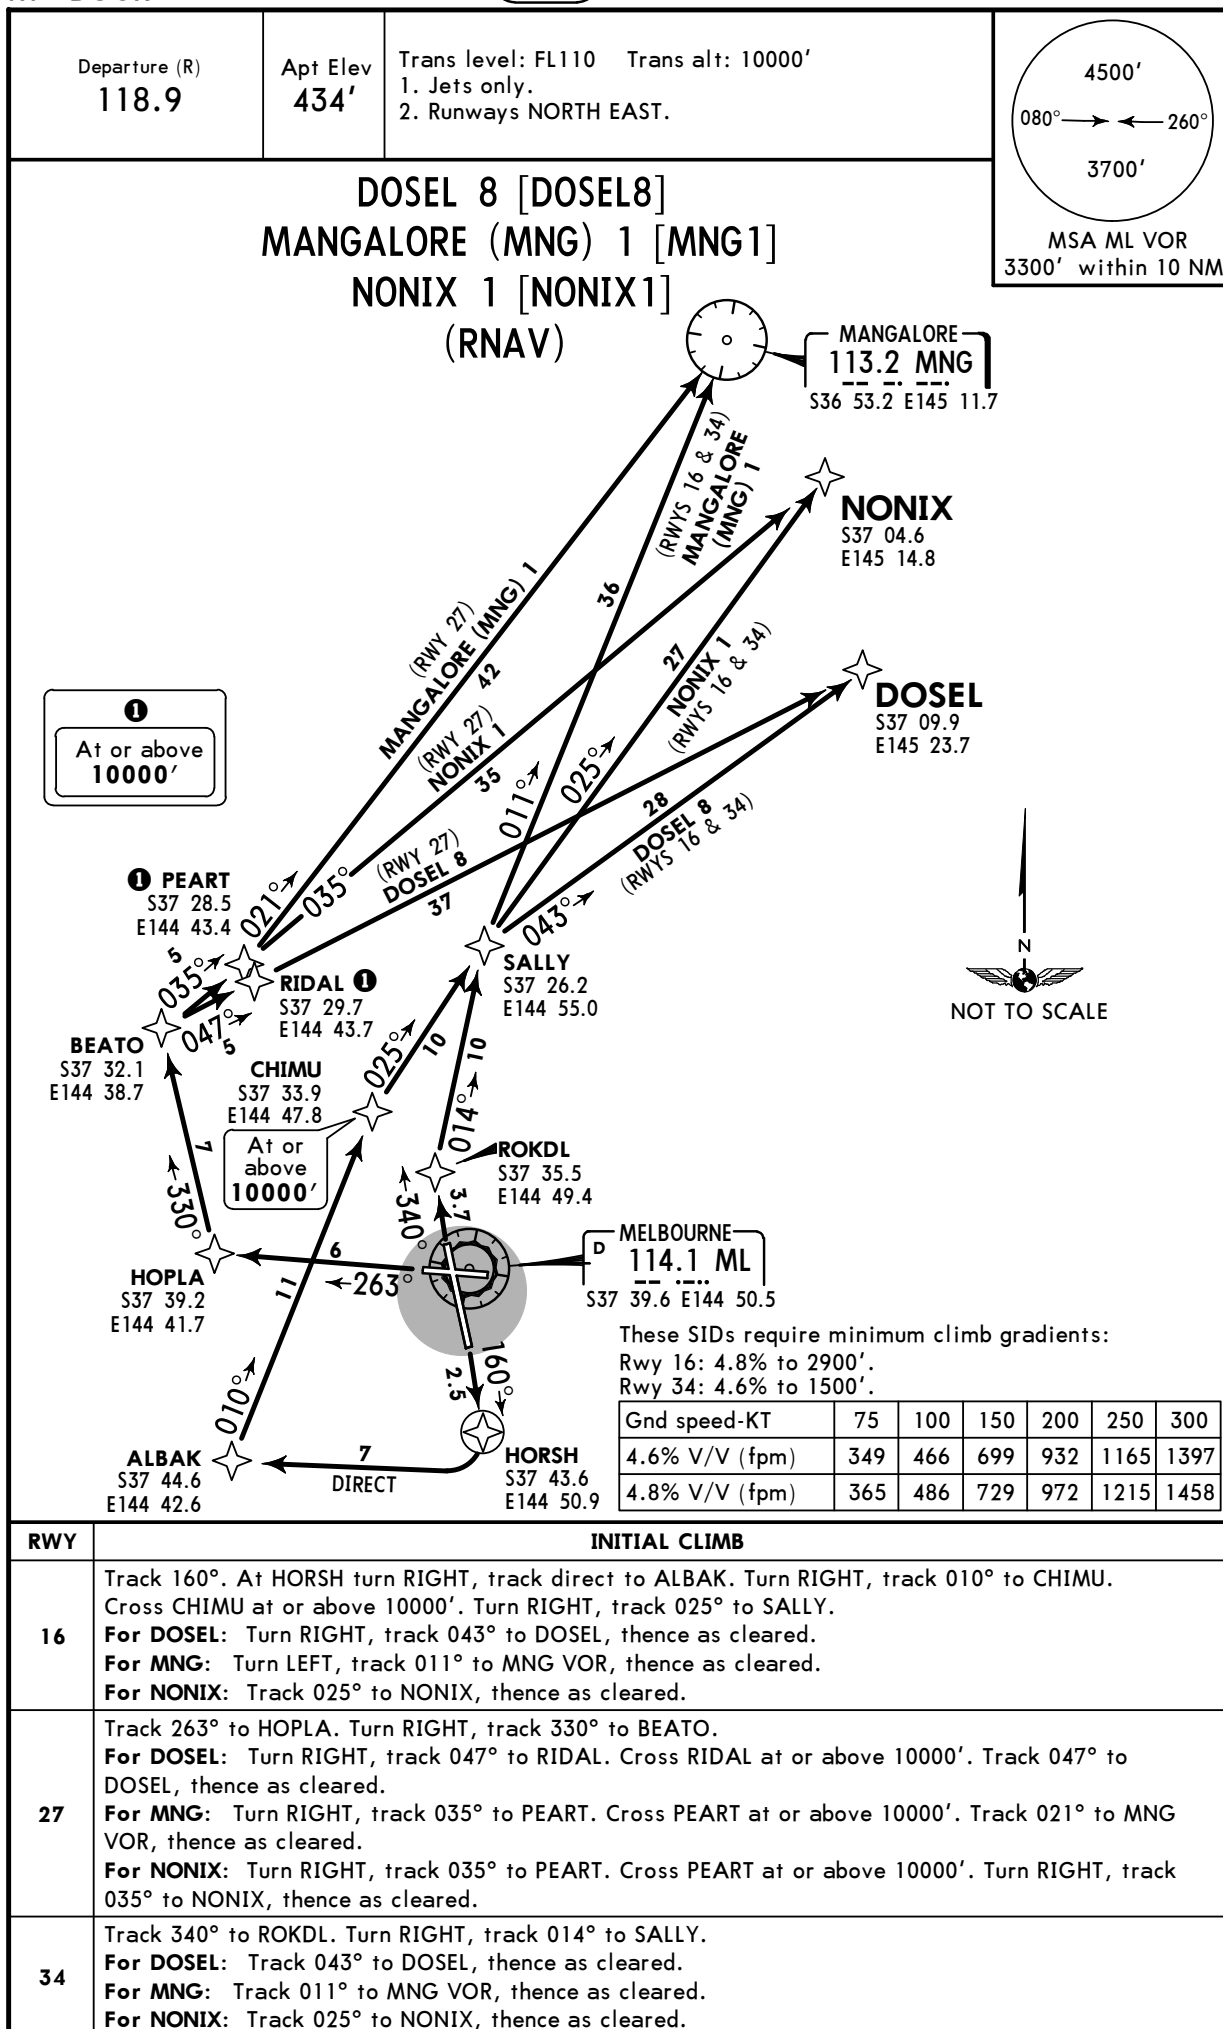 Departure (R)
118.9
Apt Elev
434'
Trans level: FL110 Trans alt: 10000'
1. Jets only.
2. Runways NORTH EAST.
4500'
080°
260°
3700'
MSA ML VOR
3300' within 10 NM
DOSEL 8 [DOSEL8]
MANGALORE (MNG) 1 [MNG1]
NONIX 1 [NONIX1]
(RNAV)
MANGALORE
113.2 MNG
S36 53.2 E145 11.7
(RWYS 16 & 34)
MANGALORE
(MNG) 1
36
NONIX
S37 04.6
E145 14.8
(RWY 27)
MANGALORE (MNG) 1
42
(RWY 27)
NONIX 1
35
27
NONIX 1
(RWYS 16 & 34)
DOSEL
S37 09.9
E145 23.7
❶
At or above
10000'
011°
025°
28
DOSEL 8
(RWYS 16 & 34)
(RWY 27)
DOSEL 8
37
❶ PEART
S37 28.5
E144 43.4
021°
035°
043°
5
035°
RIDAL ❶
S37 29.7
E144 43.7
SALLY
S37 26.2
E144 55.0
N
NOT TO SCALE
047°
5
BEATO
S37 32.1
E144 38.7
CHIMU
S37 33.9
E144 47.8
At or
above
10000'
025°
10
10
014°
7
330°
ROKDL
S37 35.5
E144 49.4
340°
3.7
MELBOURNE
D
114.1 ML
S37 39.6 E144 50.5
6
263°
HOPLA
S37 39.2
E144 41.7
11
010°
160°
2.5
These SIDs require minimum climb gradients:
Rwy 16: 4.8% to 2900'.
Rwy 34: 4.6% to 1500'.
Gnd speed-KT 75 100 150 200 250 300
4.6% V/V (fpm) 349 466 699 932 1165 1397
4.8% V/V (fpm) 365 486 729 972 1215 1458
ALBAK
S37 44.6
E144 42.6
7
DIRECT
HORSH
S37 43.6
E144 50.9
RWY INITIAL CLIMB
16
Track 160°. At HORSH turn RIGHT, track direct to ALBAK. Turn RIGHT, track 010° to CHIMU.
Cross CHIMU at or above 10000'. Turn RIGHT, track 025° to SALLY.
For DOSEL: Turn RIGHT, track 043° to DOSEL, thence as cleared.
For MNG: Turn LEFT, track 011° to MNG VOR, thence as cleared.
For NONIX: Track 025° to NONIX, thence as cleared.
27
Track 263° to HOPLA. Turn RIGHT, track 330° to BEATO.
For DOSEL: Turn RIGHT, track 047° to RIDAL. Cross RIDAL at or above 10000'. Track 047° to
DOSEL, thence as cleared.
For MNG: Turn RIGHT, track 035° to PEART. Cross PEART at or above 10000'. Track 021° to MNG
VOR, thence as cleared.
For NONIX: Turn RIGHT, track 035° to PEART. Cross PEART at or above 10000'. Turn RIGHT, track
035° to NONIX, thence as cleared.
34
Track 340° to ROKDL. Turn RIGHT, track 014° to SALLY.
For DOSEL: Track 043° to DOSEL, thence as cleared.
For MNG: Track 011° to MNG VOR, thence as cleared.
For NONIX: Track 025° to NONIX, thence as cleared.